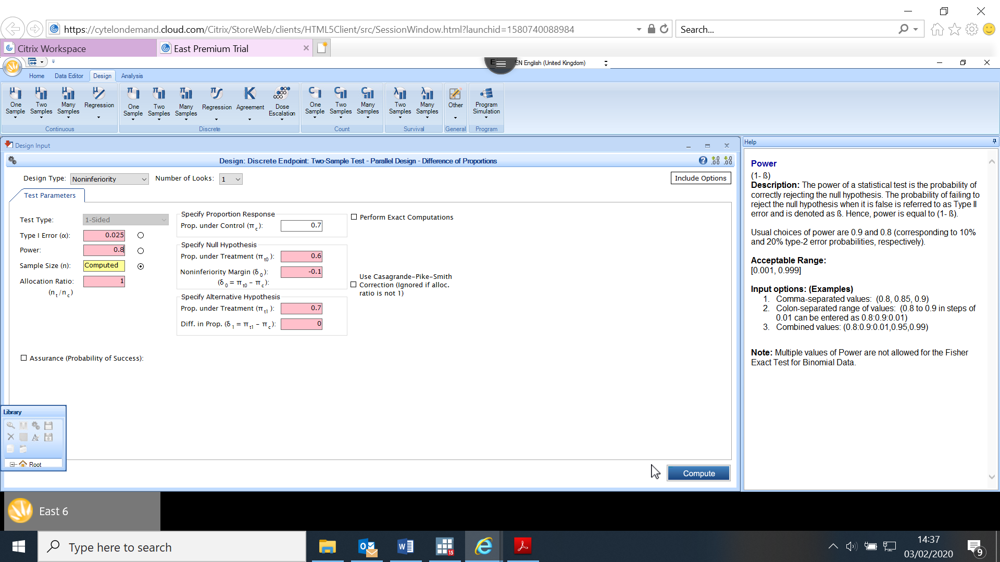 https://cytelondemand.cloud.com/Citrix/StoreWeb/clients/HTML5Client/src/SessionWindow.html?launchid=1580740088984
Search...
Citrix Workspace
East Premium Trial
EN English (United Kingdom)
Home Data Editor Design Analysis
One Sample
Two Samples
Many Samples
Regression
Continuous
One Sample
Two Samples
Many Samples
Regression
Agreement
Dose Escalation
Discrete
One Sample
Two Samples
Many Samples
Count
Two Samples
Many Samples
Survival
Other
General
Program Simulation
Program
Design Input
Design: Discrete Endpoint: Two-Sample Test - Parallel Design - Difference of Proportions
Design Type: Noninferiority Number of Looks: 1
Include Options
Test Parameters
Test Type: 1-Sided
Type I Error (α): 0.025
Power: 0.8
Sample Size (n): Computed
Allocation Ratio: 1
(nt/nc)
Specify Proportion Response
Prop. under Control (πc): 0.7
Specify Null Hypothesis
Prop. under Treatment (πt0): 0.6
Noninferiority Margin (δ0): -0.1
(δ0 = πt0 - πc):
Specify Alternative Hypothesis
Prop. under Treatment (πt1): 0.7
Diff. in Prop. (δ1 = πt1 - πc): 0
Perform Exact Computations
Use Casagrande-Pike-Smith
Correction (Ignored if alloc.
ratio is not 1)
Assurance (Probability of Success):
Library
Root
Compute
Help
Power
(1- ß)
Description: The power of a statistical test is the probability of
correctly rejecting the null hypothesis. The probability of failing to
reject the null hypothesis when it is false is referred to as Type II
error and is denoted as ß. Hence, power is equal to (1- ß).
Usual choices of power are 0.9 and 0.8 (corresponding to 10%
and 20% type-2 error probabilities, respectively).
Acceptable Range:
[0.001, 0.999]
Input options: (Examples)
1. Comma-separated values: (0.8, 0.85, 0.9)
2. Colon-separated range of values: (0.8 to 0.9 in steps of
0.01 can be entered as 0.8:0.9:0.01)
3. Combined values: (0.8:0.9:0.01,0.95,0.99)
Note: Multiple values of Power are not allowed for the Fisher
Exact Test for Binomial Data.
East 6
Type here to search
15
14:37
03/02/2020
9